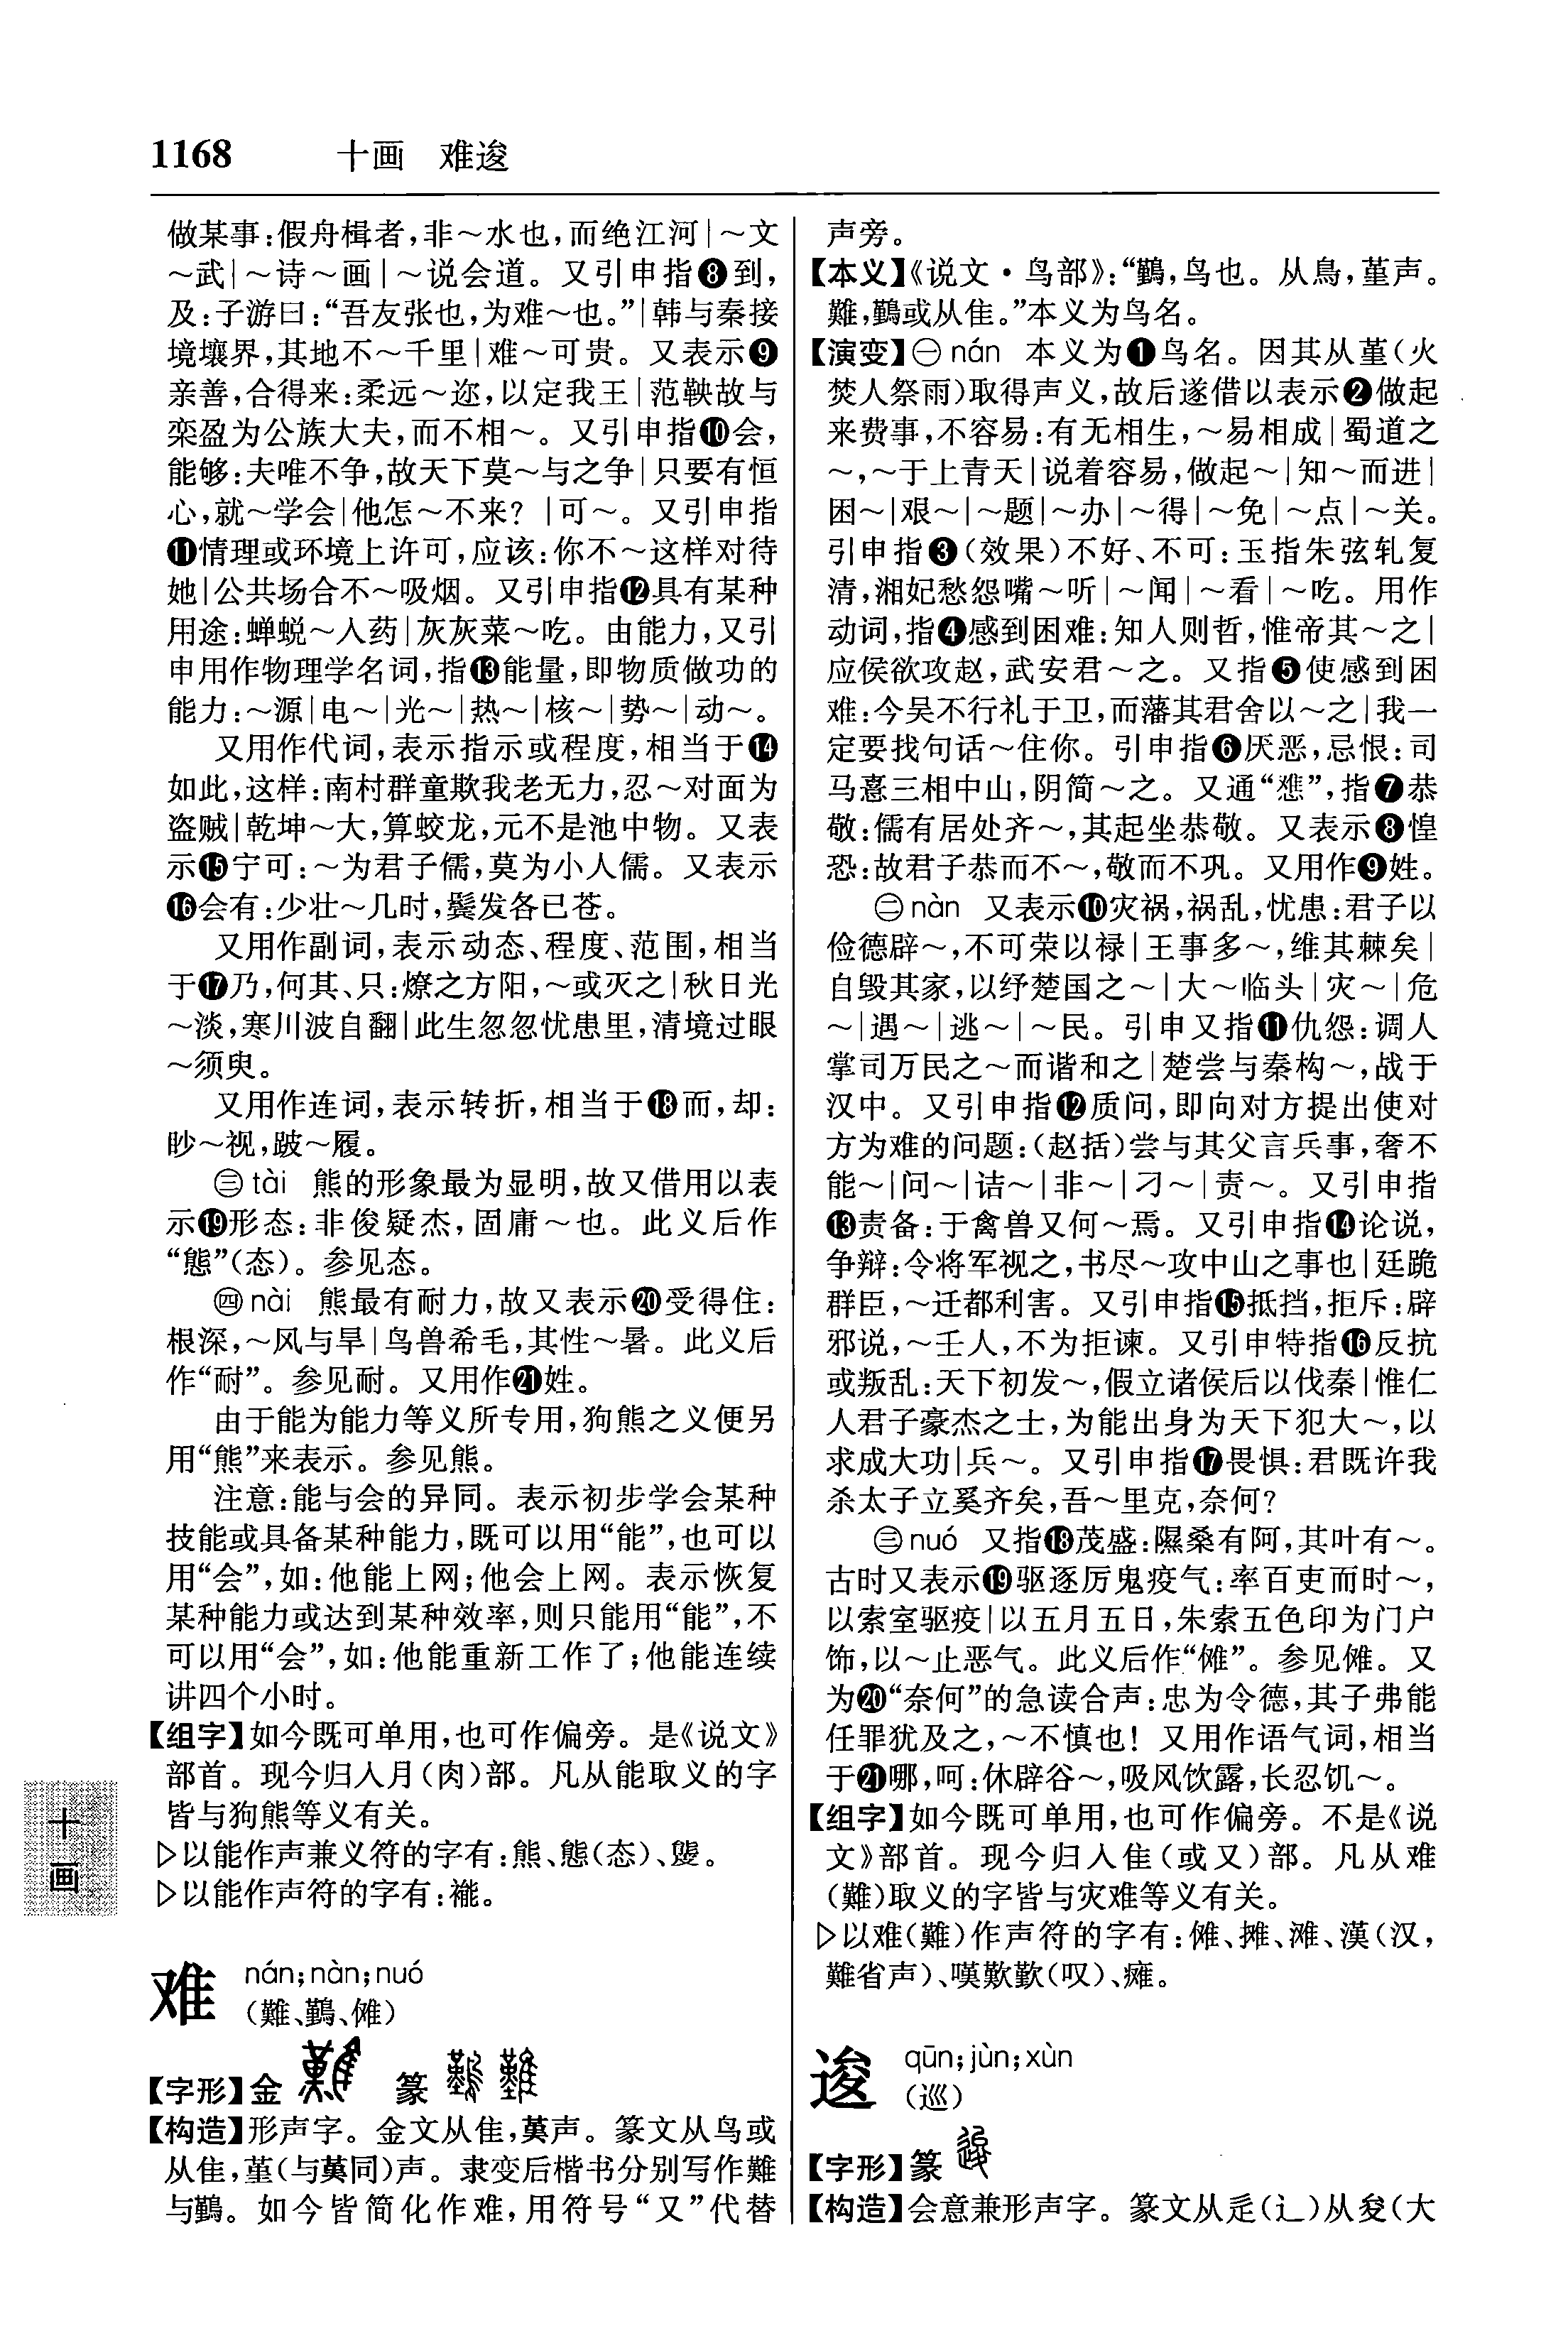 1168 十画 难逡
做某事:假舟楫者,非～水也,而绝江河|～文
～武|～诗～画|～说会道。又引申指❽到,
及:子游曰:“吾友张也,为难～也。”|韩与秦接
境壤界,其地不～千里|难～可贵。又表示❾
亲善,合得来:柔远～迩,以定我王|范鞅故与
栾盈为公族大夫,而不相～。又引申指❿会,
能够:夫唯不争,故天下莫～与之争|只要有恒
心,就～学会|他怎～不来?|可～。又引申指
⓫情理或环境上许可,应该:你不～这样对待
她|公共场合不～吸烟。又引申指⓬具有某种
用途:蝉蜕～入药|灰灰菜～吃。由能力,又引
申用作物理学名词,指⓭能量,即物质做功的
能力:～源|电～|光～|热～|核～|势～|动～。
又用作代词,表示指示或程度,相当于⓮
如此,这样:南村群童欺我老无力,忍～对面为
盗贼|乾坤～大,算蛟龙,元不是池中物。又表
示⓯宁可:～为君子儒,莫为小人儒。又表示
⓰会有:少壮～几时,鬓发各已苍。
又用作副词,表示动态、程度、范围,相当
于⓱乃,何其、只:燎之方阳,～或灭之|秋日光
～淡,寒川波自翻|此生忽忽忧患里,清境过眼
～须臾。
又用作连词,表示转折,相当于⓲而,却:
眇～视,跛～履。
㊂tài 熊的形象最为显明,故又借用以表
示⓳形态:非俊疑杰,固庸～也。此义后作
“態”(态)。参见态。
㊃nài 熊最有耐力,故又表示⓴受得住:
根深,～风与旱|鸟兽希毛,其性～暑。此义后
作“耐”。参见耐。又用作㉑姓。
由于能为能力等义所专用,狗熊之义便另
用“熊”来表示。参见熊。
注意:能与会的异同。表示初步学会某种
技能或具备某种能力,既可以用“能”,也可以
用“会”,如:他能上网;他会上网。表示恢复
某种能力或达到某种效率,则只能用“能”,不
可以用“会”,如:他能重新工作了;他能连续
讲四个小时。
【组字】如今既可单用,也可作偏旁。是《说文》
部首。现今归入月(肉)部。凡从能取义的字
皆与狗熊等义有关。
▷以能作声兼义符的字有:熊、態(态)、螚。
▷以能作声符的字有:褦。
难 nán;nàn;nuó
(難、鷬、傩)
【字形】金 篆
【构造】形声字。金文从隹,𦰩声。篆文从鸟或
从隹,堇(与𦰩同)声。隶变后楷书分别写作難
与鷬。如今皆简化作难,用符号“又”代替
声旁。
【本义】《说文·鸟部》:“鷬,鸟也。从鳥,堇声。
難,鷬或从隹。”本义为鸟名。
【演变】㊀nán 本义为❶鸟名。因其从堇(火
焚人祭雨)取得声义,故后遂借以表示❷做起
来费事,不容易:有无相生,～易相成|蜀道之
～,～于上青天|说着容易,做起～|知～而进|
困～|艰～|～题|～办|～得|～免|～点|～关。
引申指❸(效果)不好、不可:玉指朱弦轧复
清,湘妃愁怨嘴～听|～闻|～看|～吃。用作
动词,指❹感到困难:知人则哲,惟帝其～之|
应侯欲攻赵,武安君～之。又指❺使感到困
难:今吴不行礼于卫,而藩其君舍以～之|我一
定要找句话～住你。引申指❻厌恶,忌恨:司
马憙三相中山,阴简～之。又通“戁”,指❼恭
敬:儒有居处齐～,其起坐恭敬。又表示❽惶
恐:故君子恭而不～,敬而不巩。又用作❾姓。
㊁nàn 又表示❿灾祸,祸乱,忧患:君子以
俭德辟～,不可荣以禄|王事多～,维其棘矣|
自毁其家,以纾楚国之～|大～临头|灾～|危
～|遇～|逃～|～民。引申又指⓫仇怨:调人
掌司万民之～而谐和之|楚尝与秦构～,战于
汉中。又引申指⓬质问,即向对方提出使对
方为难的问题:(赵括)尝与其父言兵事,奢不
能～|问～|诘～|非～|刁～|责～。又引申指
⓭责备:于禽兽又何～焉。又引申指⓮论说,
争辩:令将军视之,书尽～攻中山之事也|廷跪
群臣,～迁都利害。又引申指⓯抵挡,拒斥:辟
邪说,～壬人,不为拒谏。又引申特指⓰反抗
或叛乱:天下初发～,假立诸侯后以伐秦|惟仁
人君子豪杰之士,为能出身为天下犯大～,以
求成大功|兵～。又引申指⓱畏惧:君既许我
杀太子立奚齐矣,吾～里克,奈何?
㊂nuó 又指⓲茂盛:隰桑有阿,其叶有～。
古时又表示⓳驱逐厉鬼疫气:率百吏而时～,
以索室驱疫|以五月五日,朱索五色印为门户
饰,以～止恶气。此义后作“傩”。参见傩。又
为⓴“奈何”的急读合声:忠为令德,其子弗能
任罪犹及之,～不慎也!又用作语气词,相当
于㉑哪,呵:休辟谷～,吸风饮露,长忍饥～。
【组字】如今既可单用,也可作偏旁。不是《说
文》部首。现今归入隹(或又)部。凡从难
(難)取义的字皆与灾难等义有关。
▷以难(難)作声符的字有:傩、摊、滩、漢(汉,
難省声)、嘆歎歎(叹)、瘫。
逡 qūn;jùn;xùn
(巡)
【字形】篆
【构造】会意兼形声字。篆文从辵(辶)从夋(大
十画